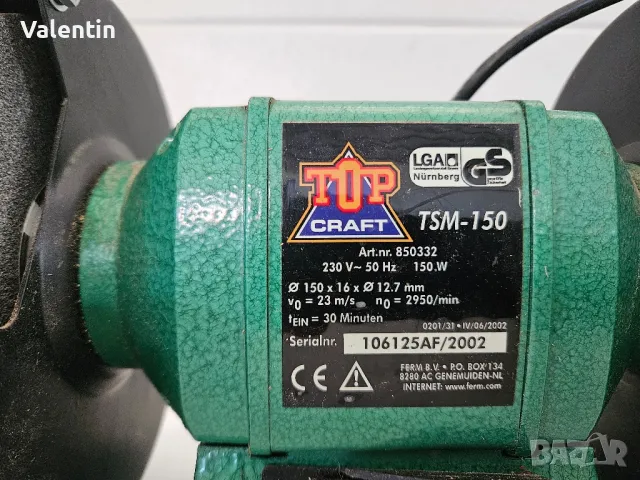 Valentin
TOP
CRAFT
LGA
Nürnberg
GS
TSM-150
Art.nr. 850332
230 V~ 50 Hz 150.W
Ø 150 x 16 x Ø 12.7 mm
v0 = 23 m/s n0 = 2950/min
tEIN = 30 Minuten
0201/31 • IV/06/2002
Serialnr. 106125AF/2002
CE
FERM B.V. • P.O. BOX 134
8280 AC GENEMUIDEN-NL
INTERNET: www.ferm.com
BAZAR